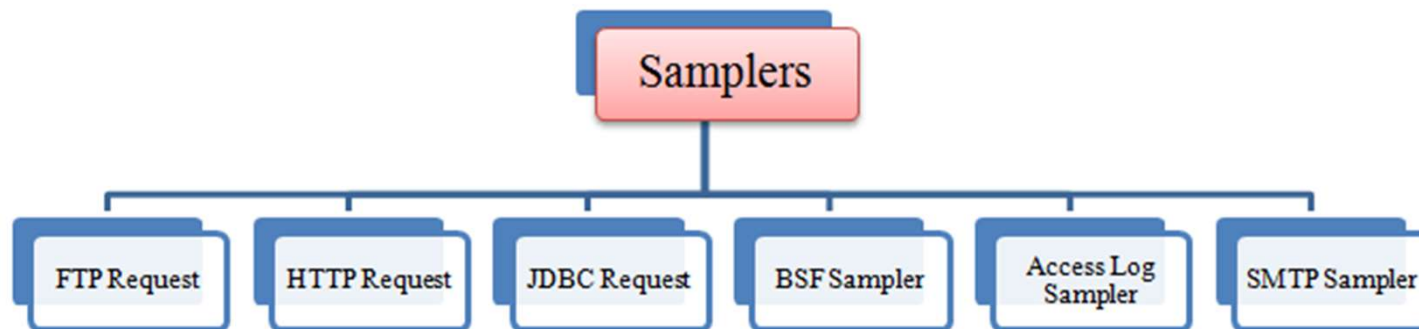 Samplers
FTP Request
HTTP Request
JDBC Request
BSF Sampler
Access Log
Sampler
SMTP Sampler